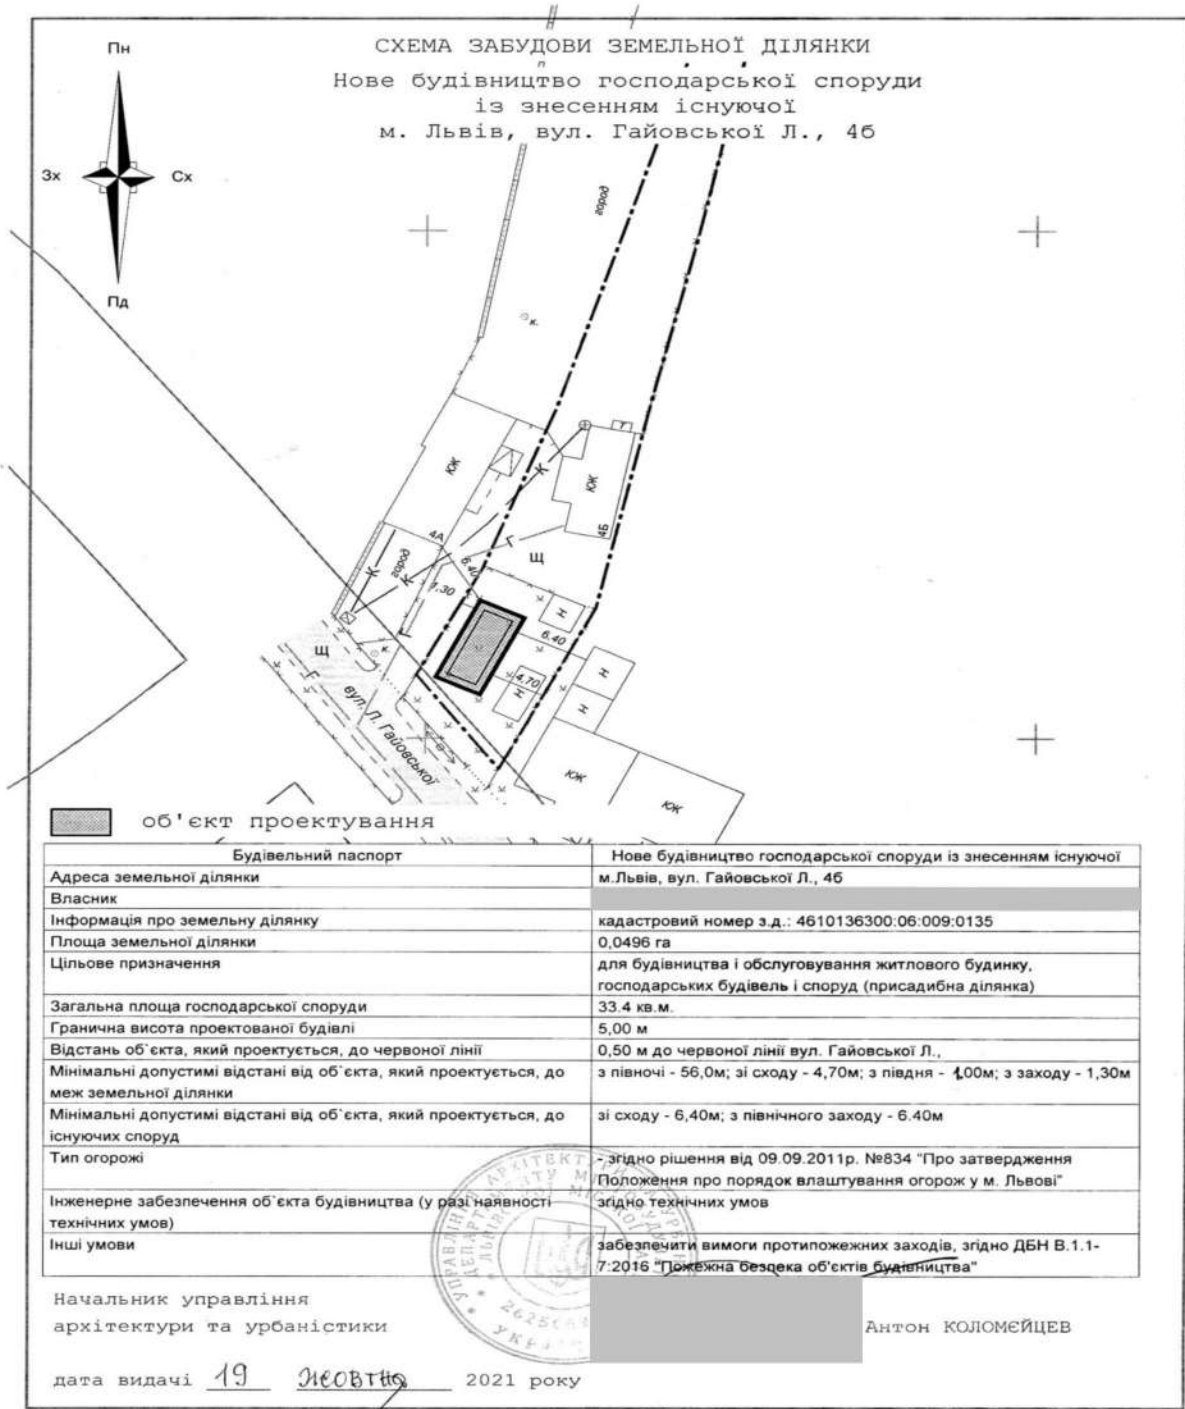 СХЕМА ЗАБУДОВИ ЗЕМЕЛЬНОЇ ДІЛЯНКИ
Нове будівництво господарської споруди
із знесенням існуючої
м. Львів, вул. Гайовської Л., 4б
Пн
Зх
Сх
Пд
город
к.
Т
КЖ
КЖ
К
4Б
4А
Г
Щ
город
К
К
6.40
1,30
Г
Н
6.40
4,70
Н
Н
Н
Щ
к.
Г
вул. Л. Гайовської
КЖ
КЖ
об'єкт проектування
Будівельний паспорт
Нове будівництво господарської споруди із знесенням існуючої
Адреса земельної ділянки
м.Львів, вул. Гайовської Л., 4б
Власник
Інформація про земельну ділянку
кадастровий номер з.д.: 4610136300:06:009:0135
Площа земельної ділянки
0,0496 га
Цільове призначення
для будівництва і обслуговування житлового будинку,
господарських будівель і споруд (присадибна ділянка)
Загальна площа господарської споруди
33.4 кв.м.
Гранична висота проектованої будівлі
5,00 м
Відстань об`єкта, який проектується, до червоної лінії
0,50 м до червоної лінії вул. Гайовської Л.,
Мінімальні допустимі відстані від об`єкта, який проектується, до
меж земельної ділянки
з півночі - 56,0м; зі сходу - 4,70м; з півдня - 1,00м; з заходу - 1,30м
Мінімальні допустимі відстані від об`єкта, який проектується, до
існуючих споруд
зі сходу - 6,40м; з північного заходу - 6.40м
Тип огорожі
- згідно рішення від 09.09.2011р. №834 "Про затвердження
Положення про порядок влаштування огорож у м. Львові"
Інженерне забезпечення об`єкта будівництва (у разі наявності
технічних умов)
згідно технічних умов
Інші умови
забезпечити вимоги протипожежних заходів, згідно ДБН В.1.1-
7:2016 "Пожежна безпека об'єктів будівництва"
Начальник управління
архітектури та урбаністики
Антон КОЛОМЄЙЦЕВ
дата видачі 19 жовтня 2021 року